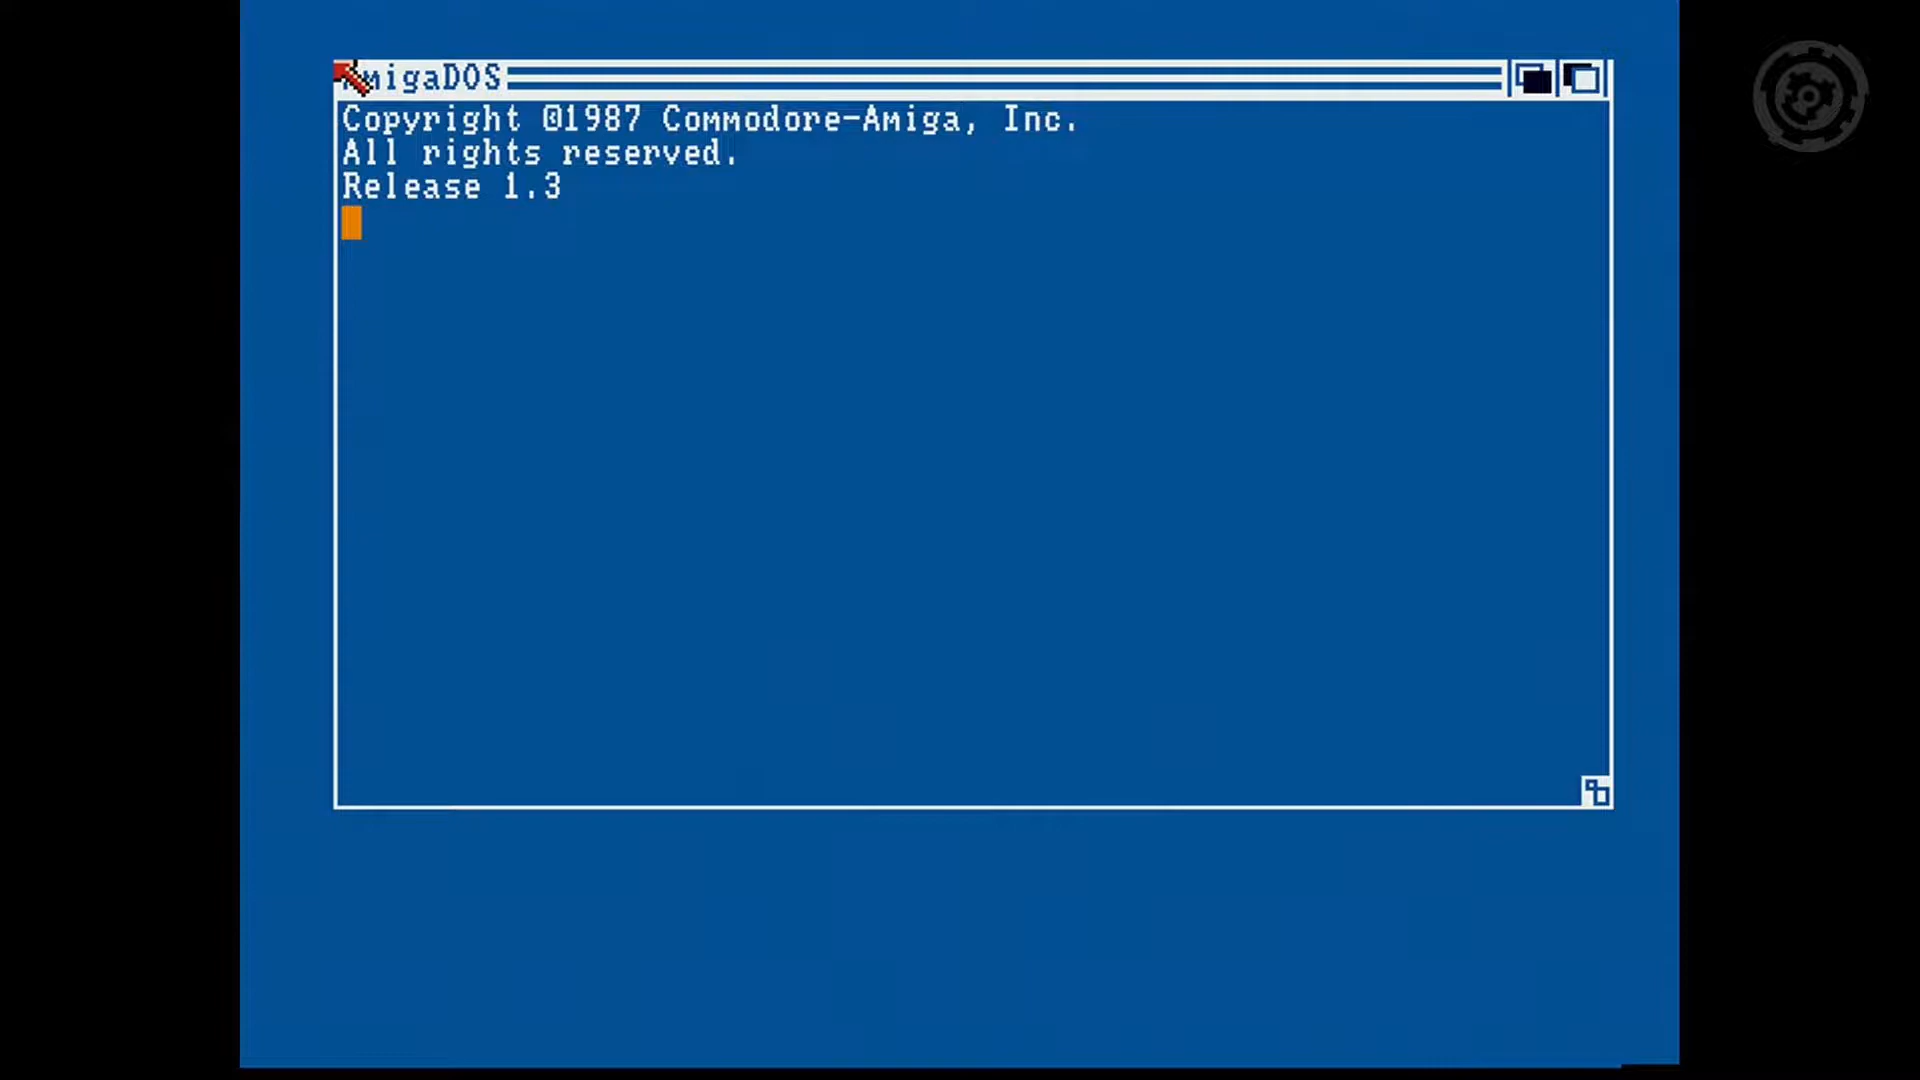 AmigaDOS
Copyright ©1987 Commodore-Amiga, Inc.
All rights reserved.
Release 1.3